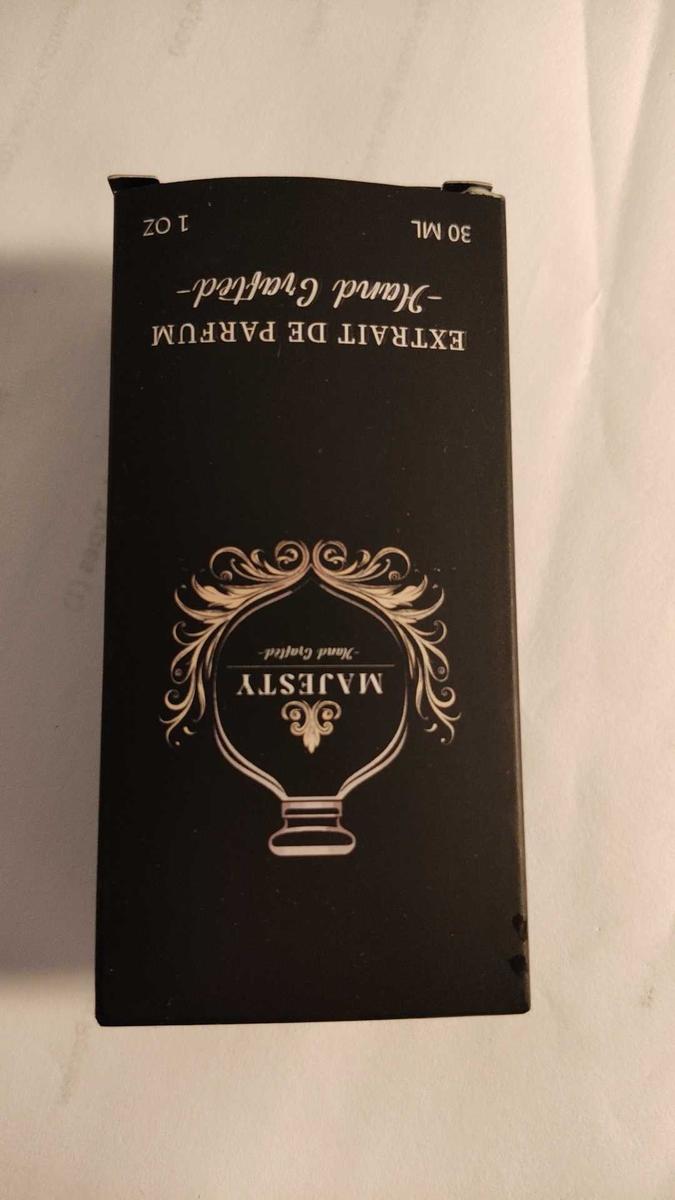 MAJESTY
-Hand Crafted-
EXTRAIT DE PARFUM
-Hand Crafted-
30 ML 1 OZ